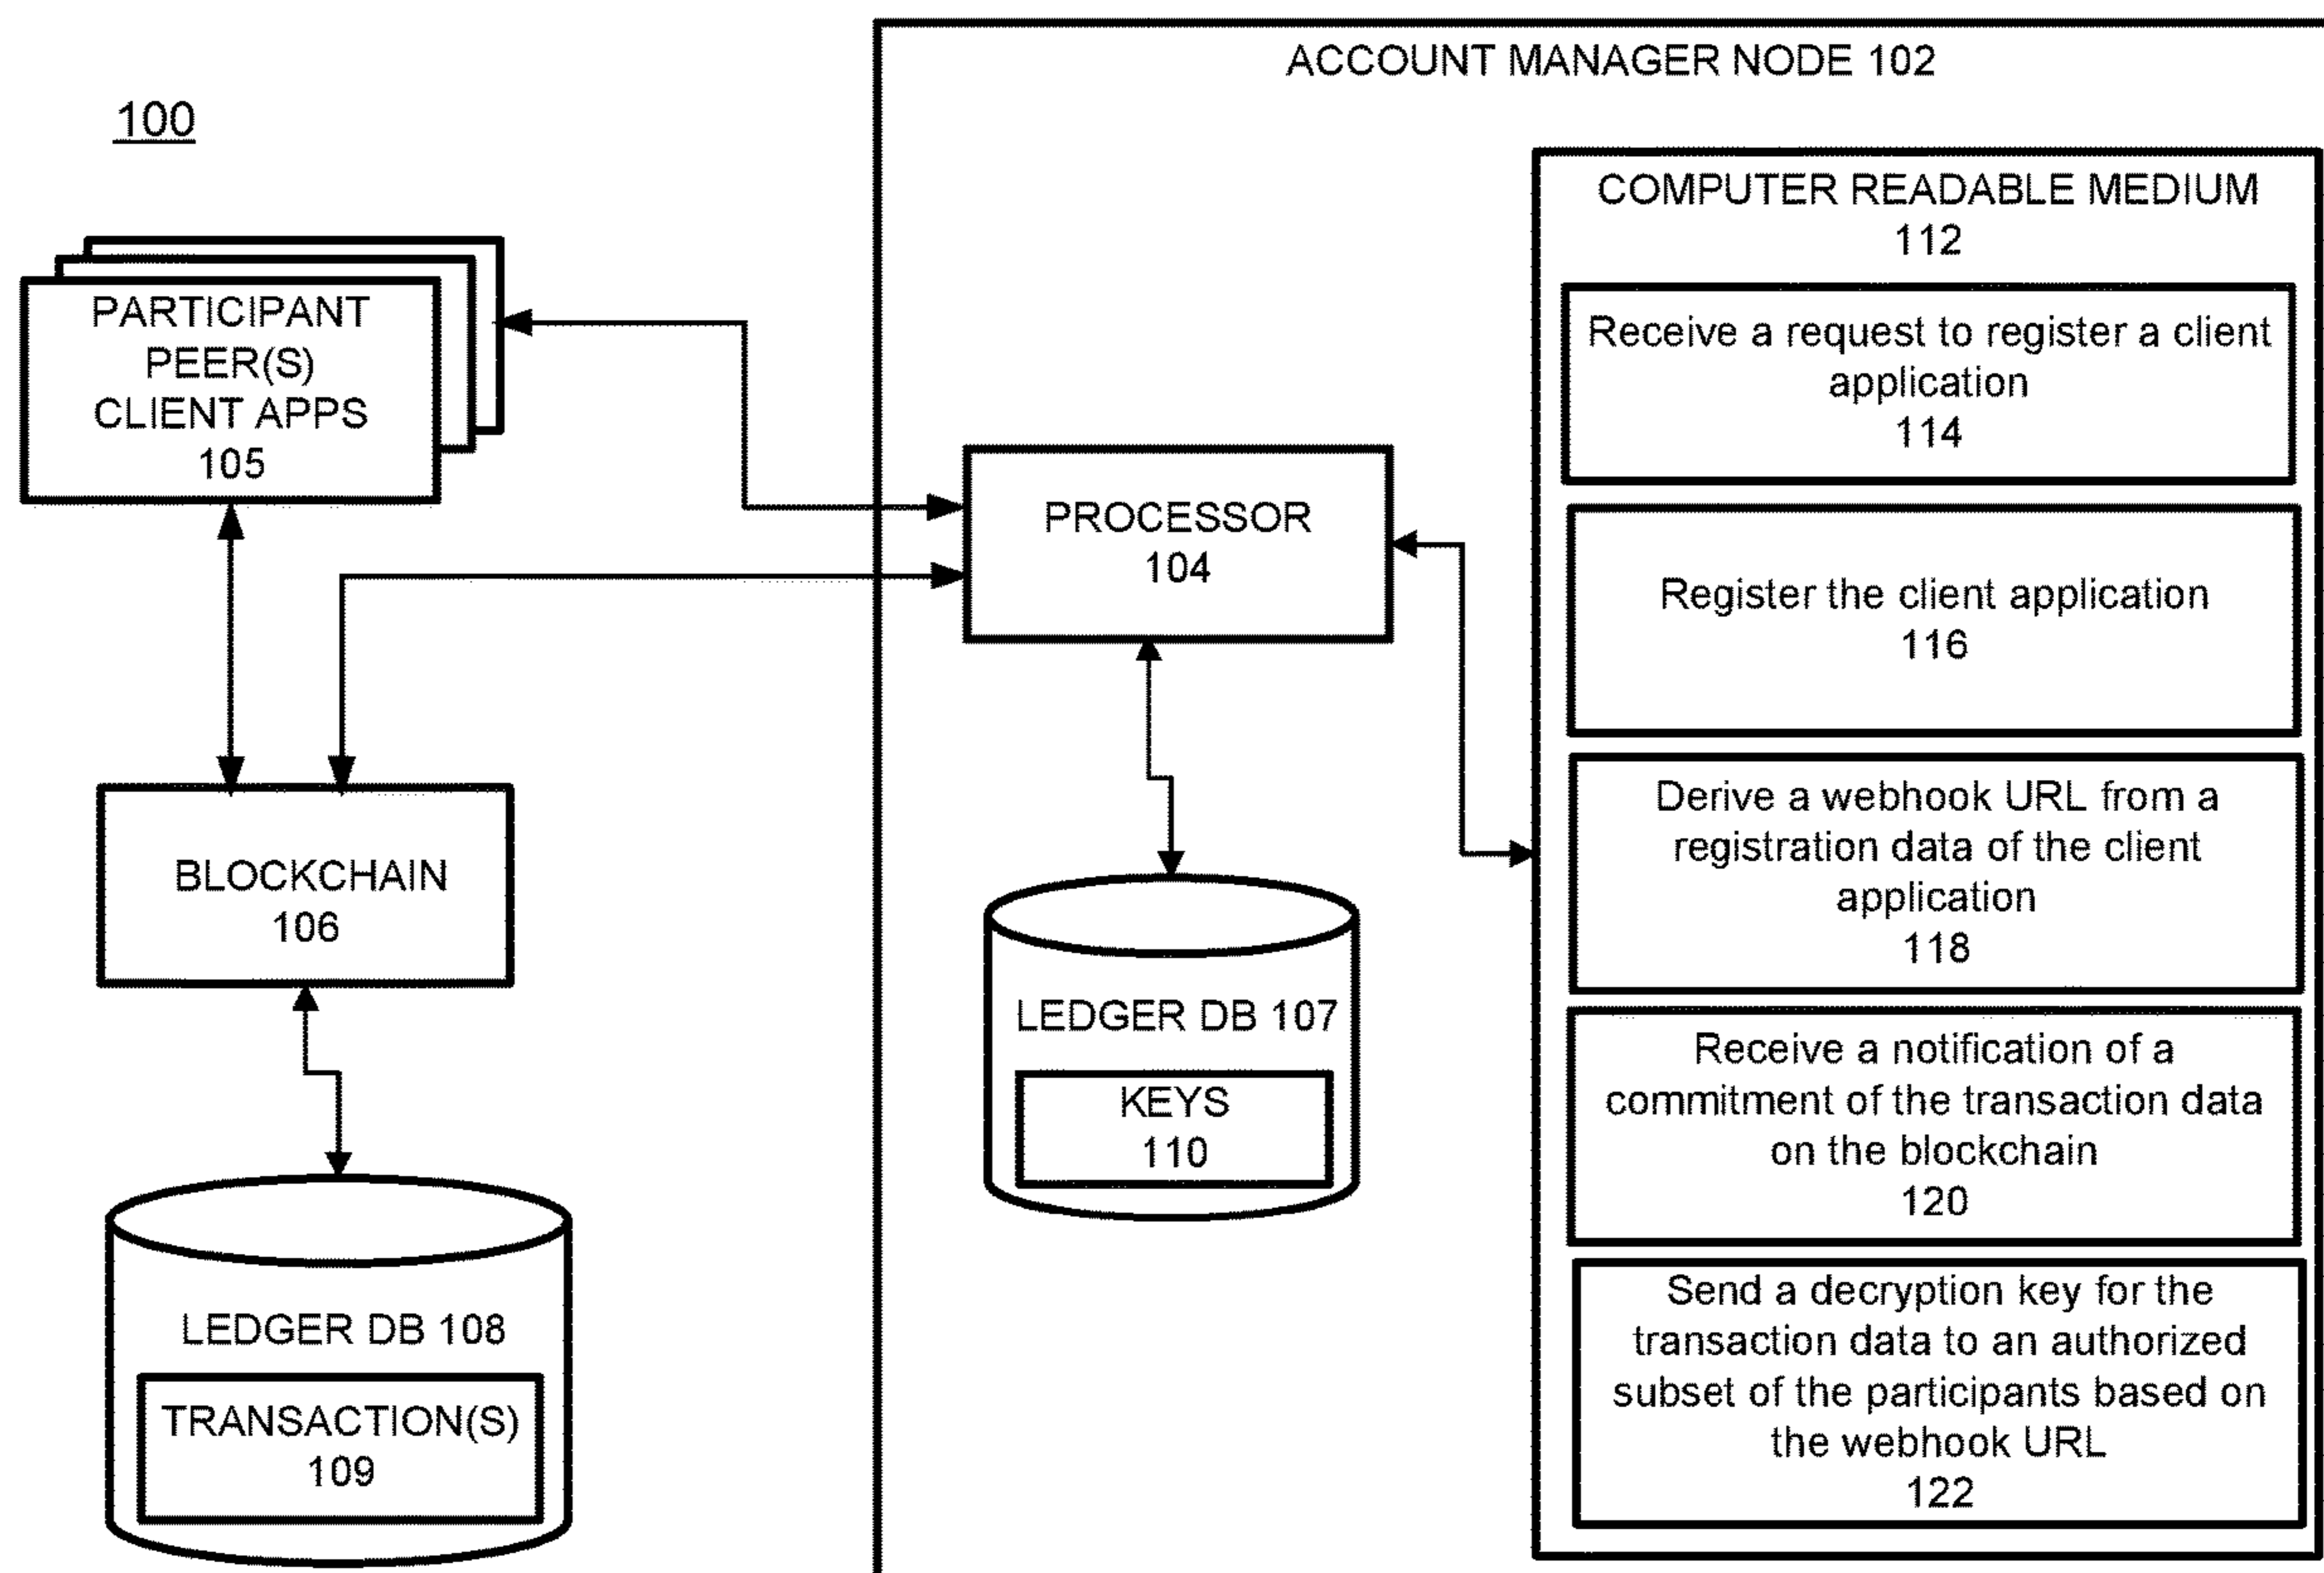 ACCOUNT MANAGER NODE 102
100
PARTICIPANT
PEER(S)
CLIENT APPS
105
BLOCKCHAIN
106
LEDGER DB 108
TRANSACTION(S)
109
PROCESSOR
104
LEDGER DB 107
KEYS
110
COMPUTER READABLE MEDIUM
112
Receive a request to register a client
application
114
Register the client application
116
Derive a webhook URL from a
registration data of the client
application
118
Receive a notification of a
commitment of the transaction data
on the blockchain
120
Send a decryption key for the
transaction data to an authorized
subset of the participants based on
the webhook URL
122